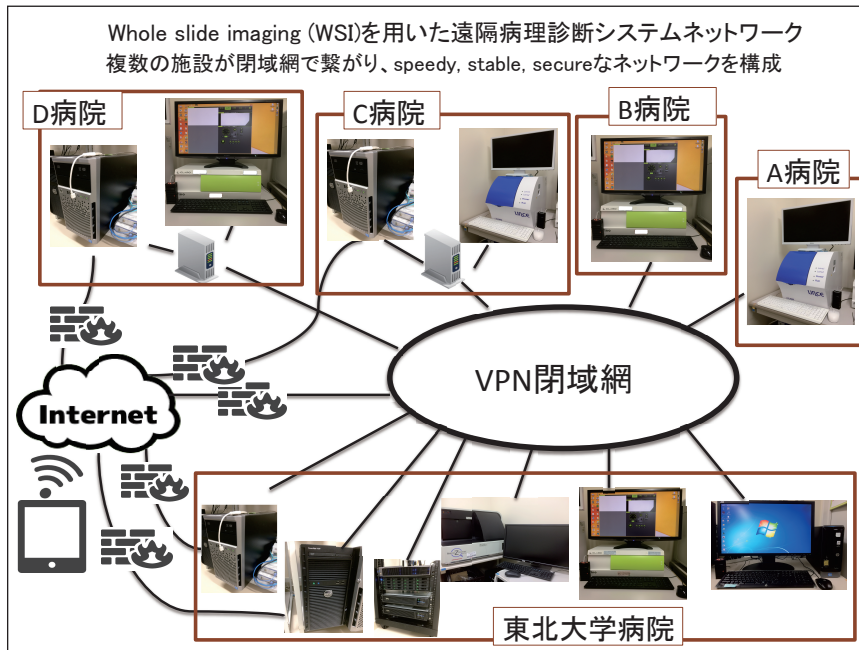 Whole slide imaging (WSI)を用いた遠隔病理診断システムネットワーク
複数の施設が閉域網で繋がり、speedy, stable, secureなネットワークを構成
D病院
C病院
B病院
A病院
VPN閉域網
Internet
東北大学病院